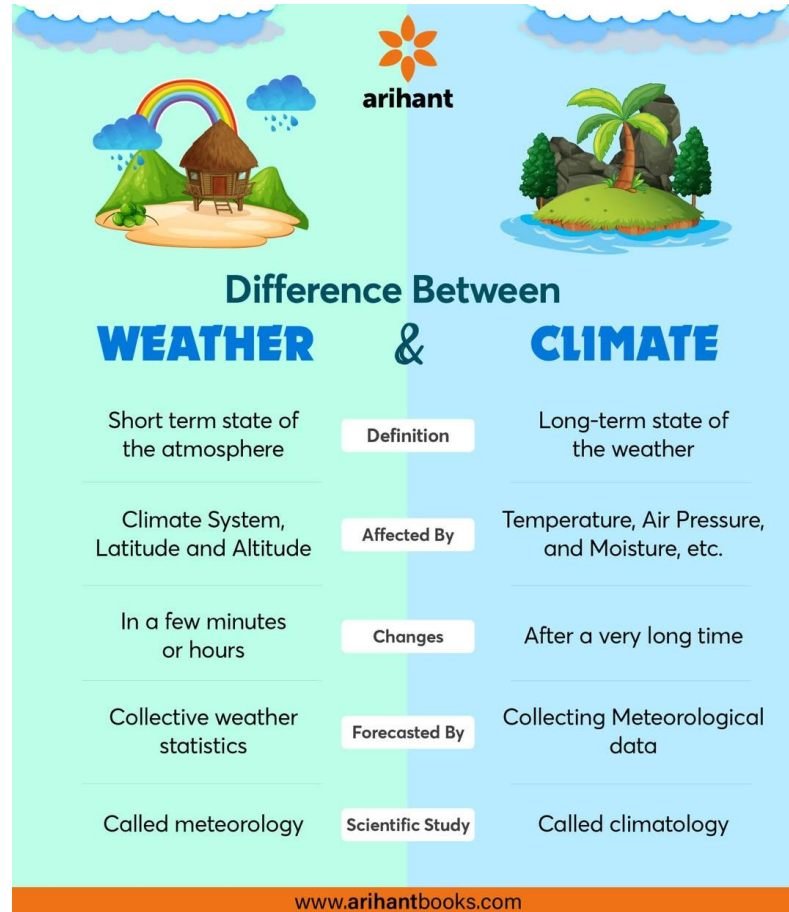 arihant
Difference Between
WEATHER & CLIMATE
Short term state of
the atmosphere
Definition
Long-term state of
the weather
Climate System,
Latitude and Altitude
Affected By
Temperature, Air Pressure,
and Moisture, etc.
In a few minutes
or hours
Changes
After a very long time
Collective weather
statistics
Forecasted By
Collecting Meteorological
data
Called meteorology
Scientific Study
Called climatology
www.arihantbooks.com